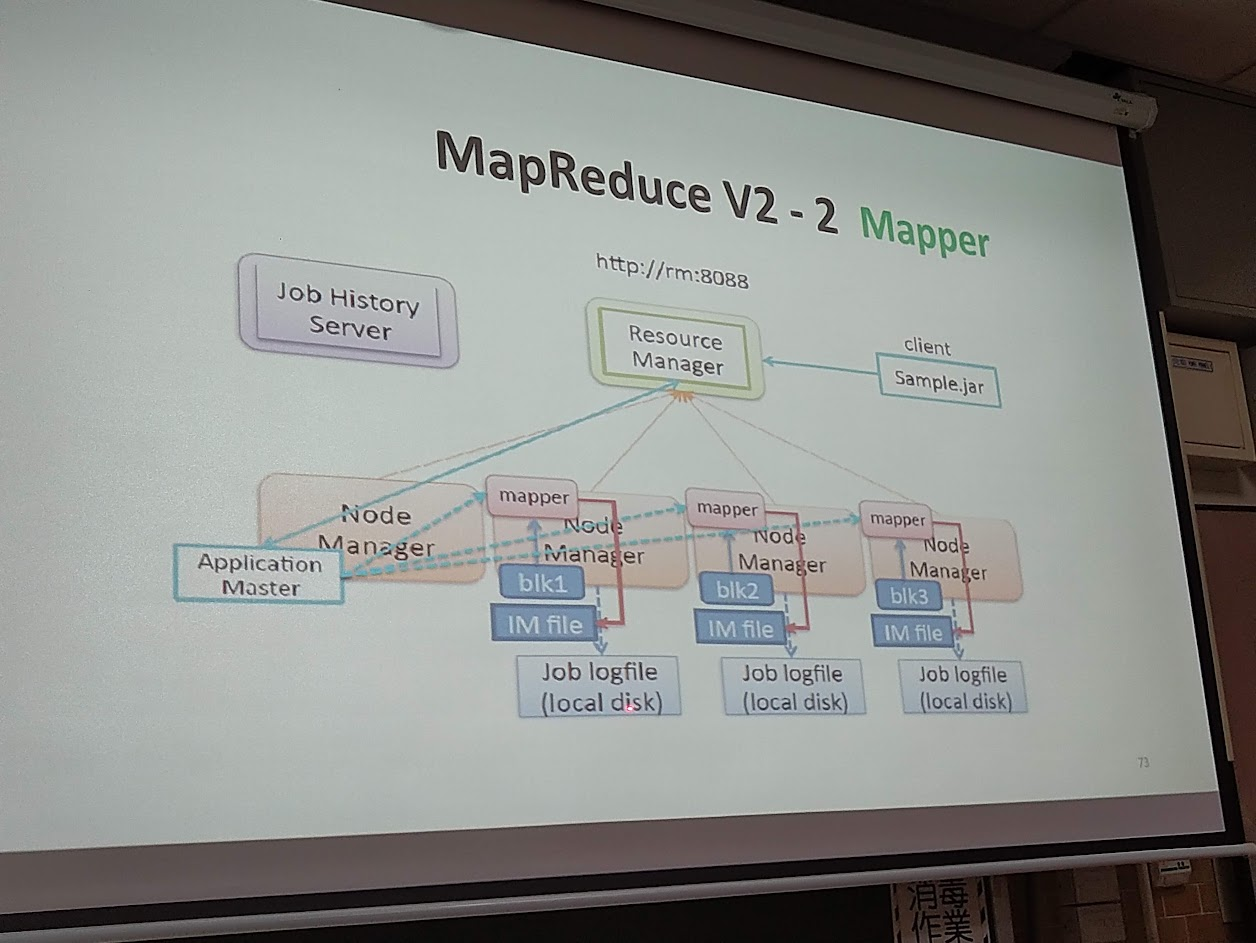 MapReduce V2 - 2 Mapper
http://rm:8088
Job History
Server
Resource
Manager
client
Sample.jar
Node
Manager
Application
Master
mapper
Node
Manager
blk1
IM file
Job logfile
(local disk)
mapper
Node
Manager
blk2
IM file
Job logfile
(local disk)
mapper
Node
Manager
blk3
IM file
Job logfile
(local disk)
73
消毒
作業